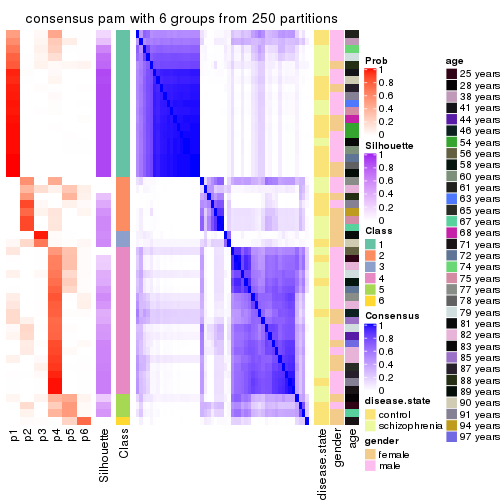 consensus pam with 6 groups from 250 partitions
p1
p2
p3
p4
p5
p6
Silhouette
Class
disease.state
gender
age
Prob
1
0.8
0.6
0.4
0.2
0
Silhouette
1
0.8
0.6
0.4
0.2
0
Class
1
2
3
4
5
6
Consensus
1
0.8
0.6
0.4
0.2
0
disease.state
control
schizophrenia
gender
female
male
age
25 years
28 years
38 years
41 years
44 years
46 years
54 years
56 years
58 years
60 years
61 years
63 years
65 years
67 years
68 years
71 years
72 years
74 years
75 years
77 years
78 years
79 years
81 years
82 years
83 years
85 years
87 years
88 years
89 years
90 years
91 years
94 years
97 years